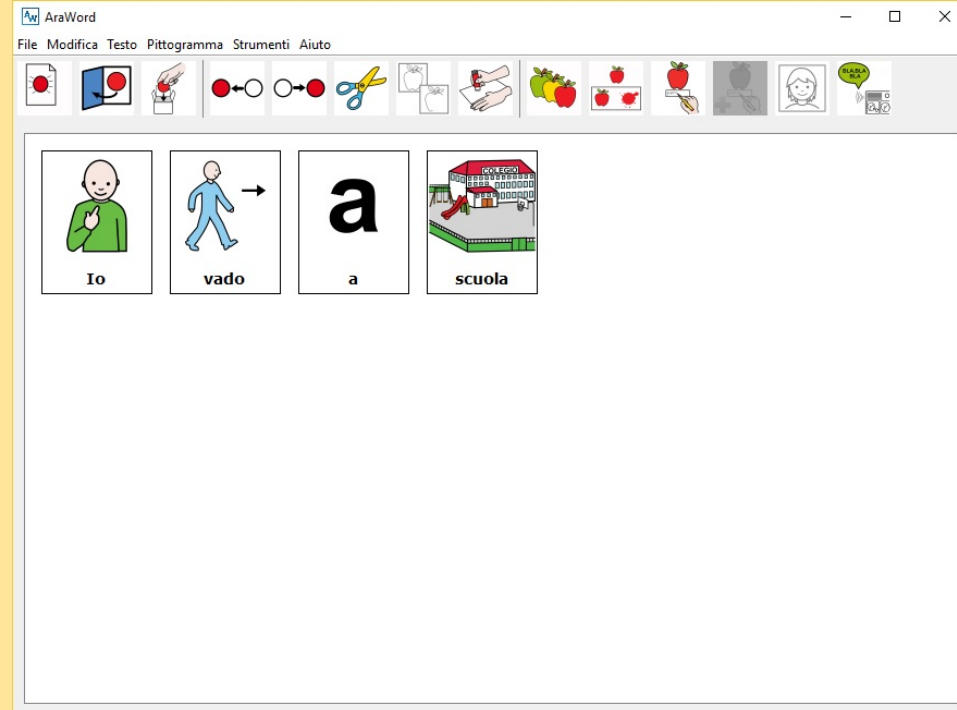 AraWord
File Modifica Testo Pittogramma Strumenti Aiuto
BLA,BLA
BLA
COLEGIO
a
Io vado a scuola